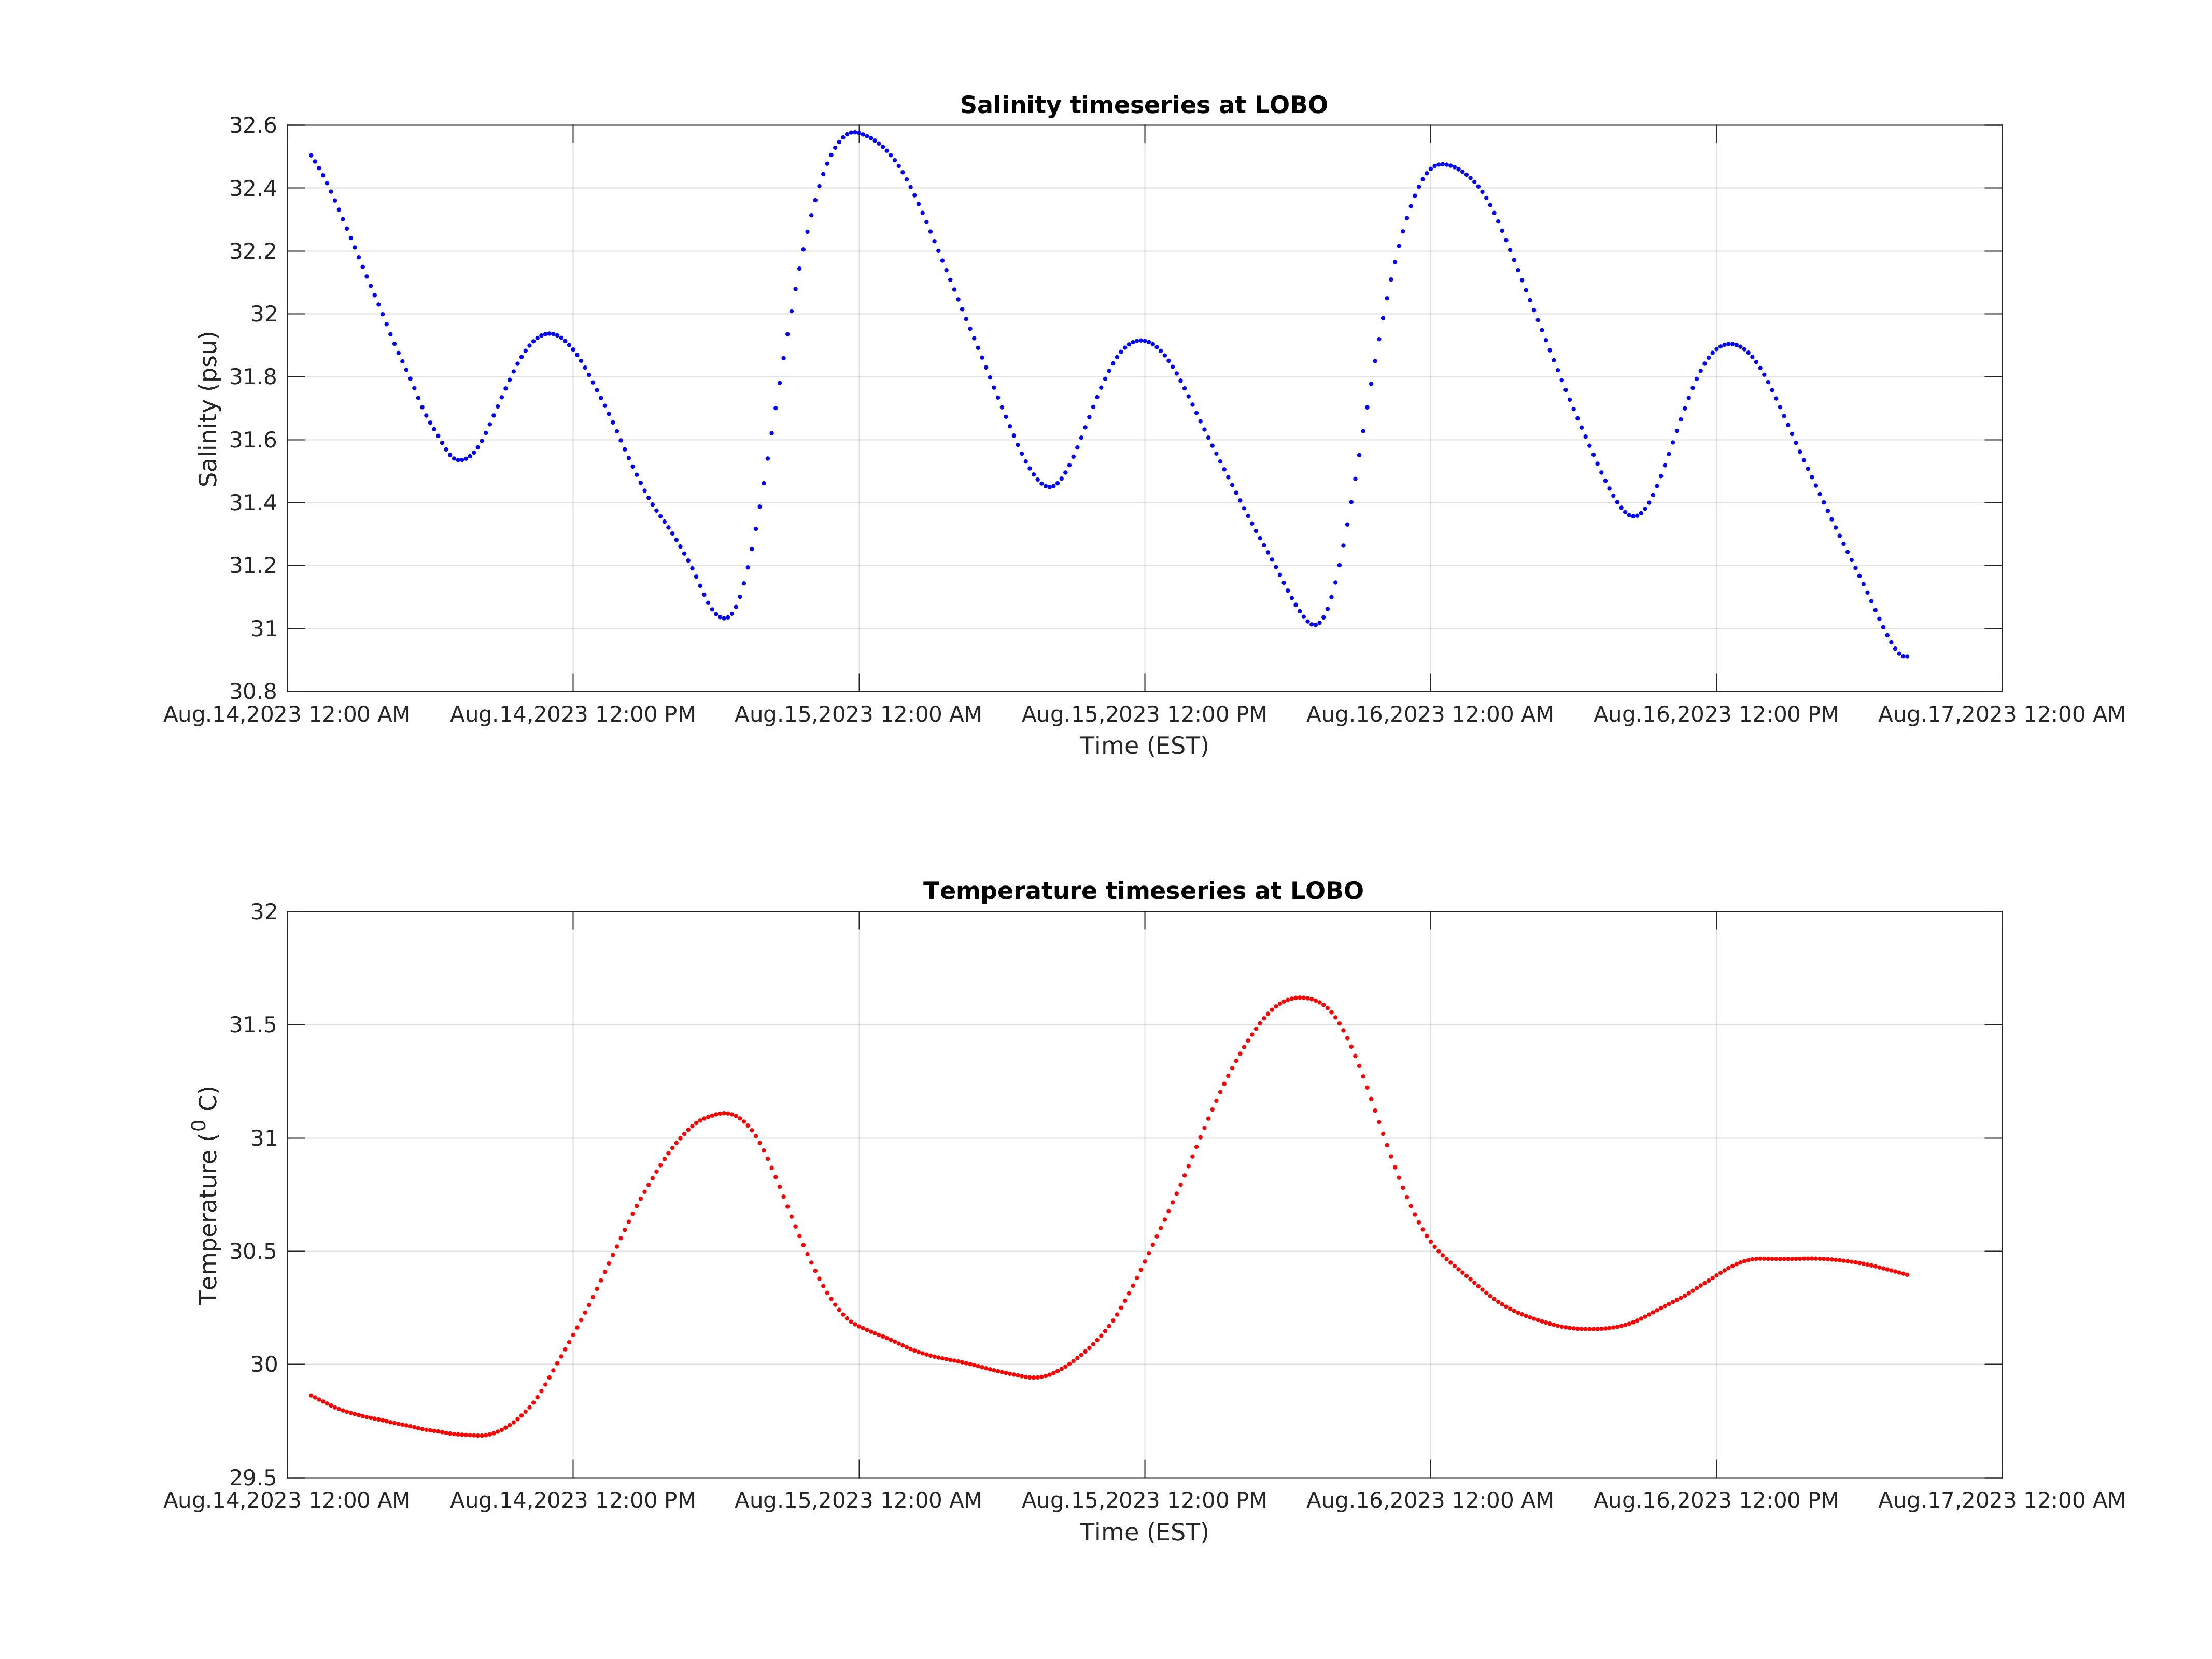 Salinity timeseries at LOBO
32.6
32.4
32.2
32
31.8
31.6
31.4
31.2
31
30.8
Salinity (psu)
Aug.14,2023 12:00 AM Aug.14,2023 12:00 PM Aug.15,2023 12:00 AM Aug.15,2023 12:00 PM Aug.16,2023 12:00 AM Aug.16,2023 12:00 PM Aug.17,2023 12:00 AM
Time (EST)
Temperature timeseries at LOBO
32
31.5
31
30.5
30
29.5
Temperature (⁰ C)
Aug.14,2023 12:00 AM Aug.14,2023 12:00 PM Aug.15,2023 12:00 AM Aug.15,2023 12:00 PM Aug.16,2023 12:00 AM Aug.16,2023 12:00 PM Aug.17,2023 12:00 AM
Time (EST)